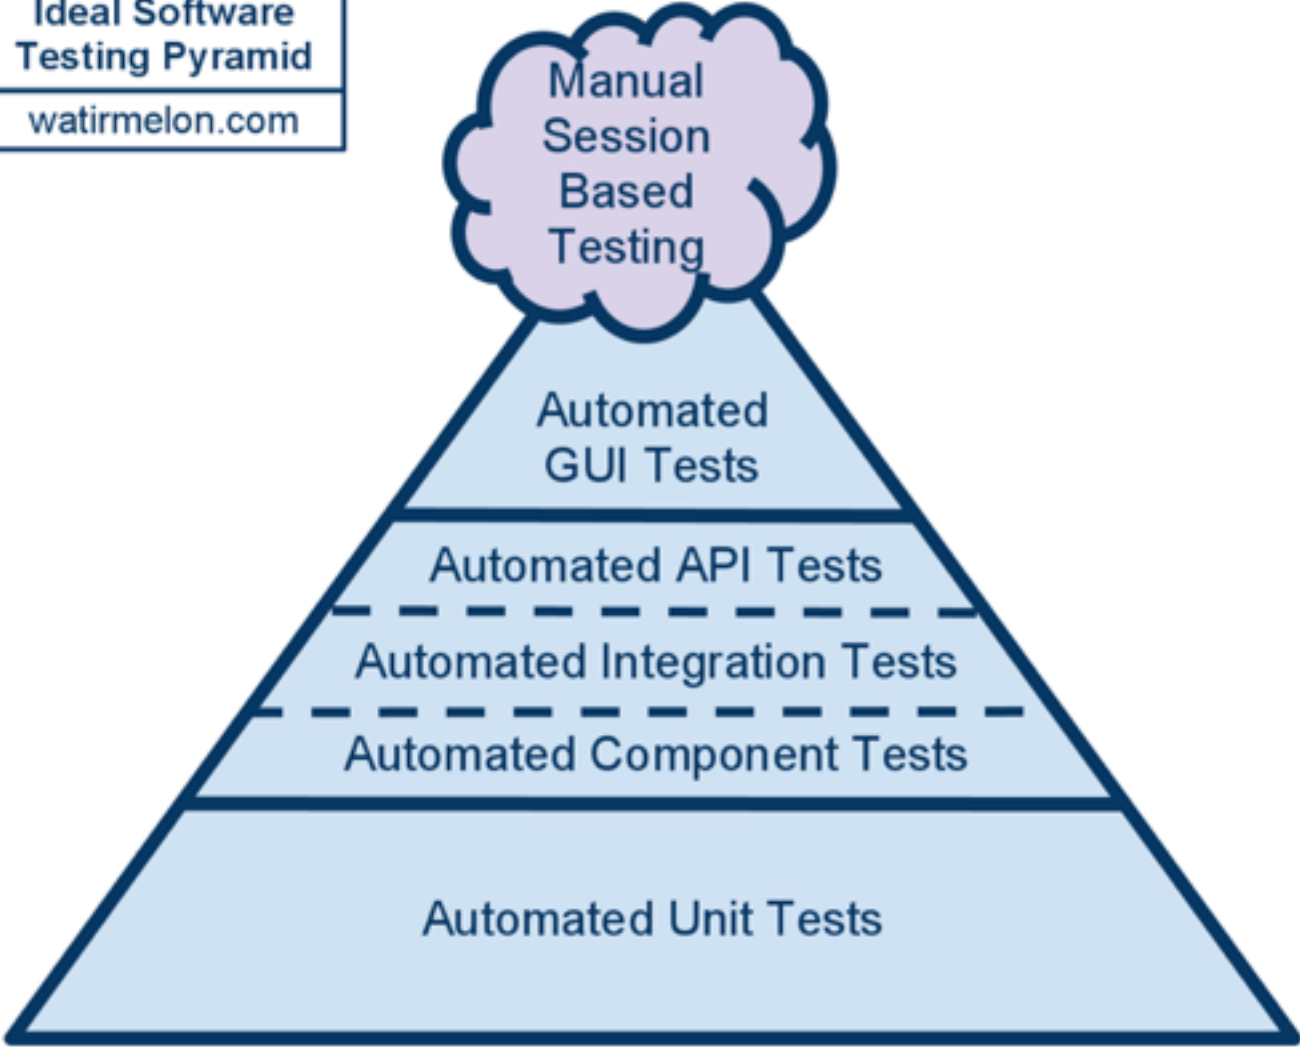 Ideal Software
Testing Pyramid
watirmelon.com
Manual
Session
Based
Testing
Automated
GUI Tests
Automated API Tests
Automated Integration Tests
Automated Component Tests
Automated Unit Tests